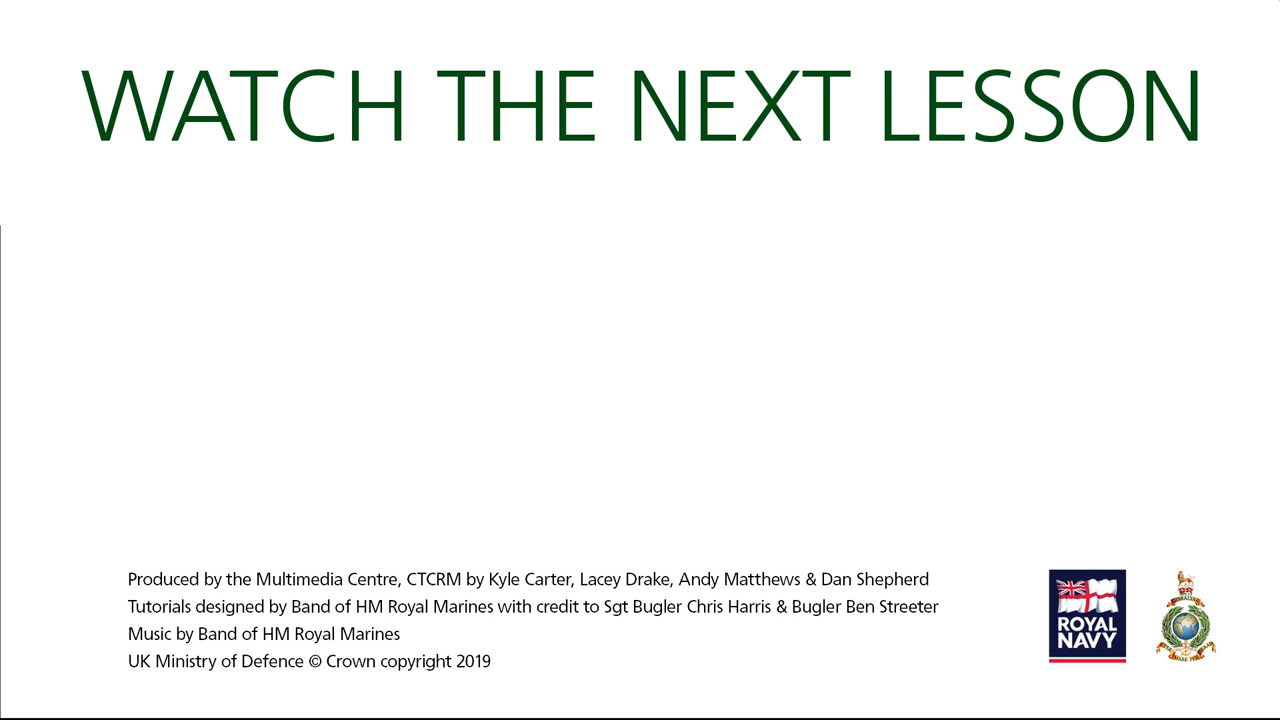 WATCH THE NEXT LESSON
Produced by the Multimedia Centre, CTCRM by Kyle Carter, Lacey Drake, Andy Matthews & Dan Shepherd
Tutorials designed by Band of HM Royal Marines with credit to Sgt Bugler Chris Harris & Bugler Ben Streeter
Music by Band of HM Royal Marines
UK Ministry of Defence © Crown copyright 2019
ROYAL
NAVY
GIBRALTAR